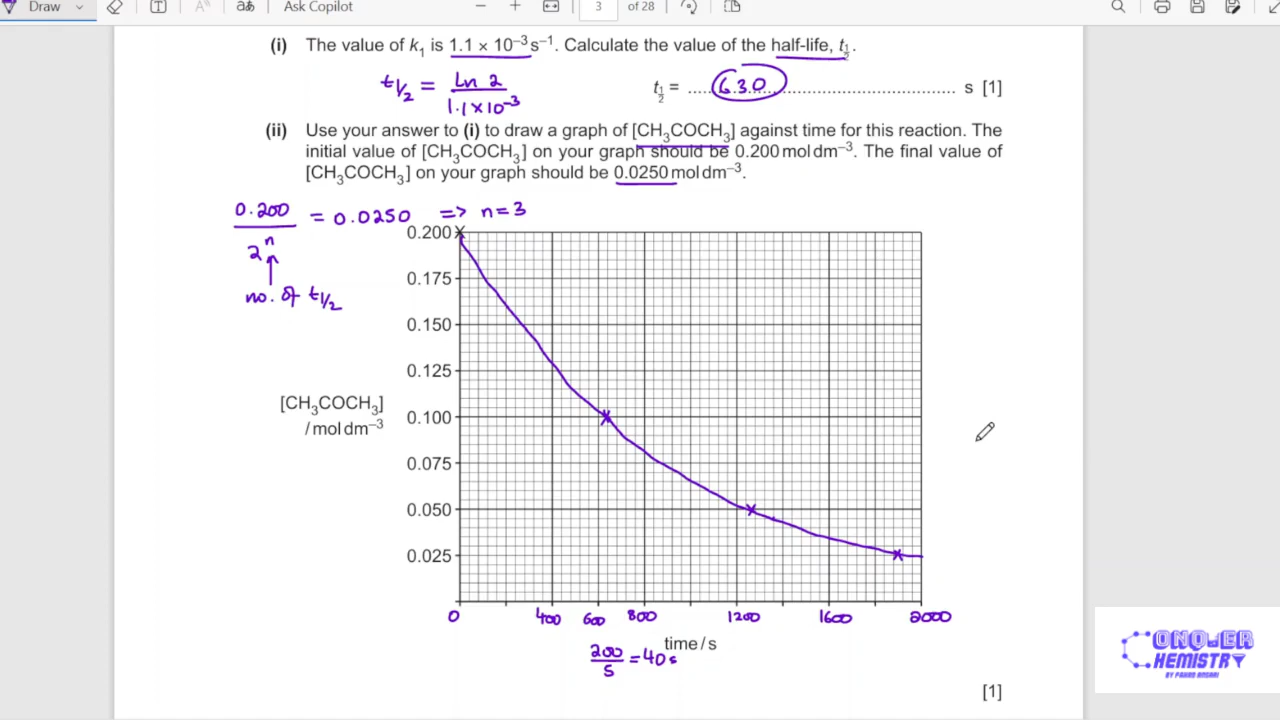 Draw
aあ
Ask Copilot
3 of 28
(i) The value of k₁ is 1.1 × 10⁻³ s⁻¹. Calculate the value of the half-life, t½.
t1/2 = ln 2 / 1.1×10⁻³
t½ = ..... 630 ..... s [1]
(ii) Use your answer to (i) to draw a graph of [CH₃COCH₃] against time for this reaction. The
initial value of [CH₃COCH₃] on your graph should be 0.200 mol dm⁻³. The final value of
[CH₃COCH₃] on your graph should be 0.0250 mol dm⁻³.
0.200 / 2ⁿ = 0.0250 => n=3
no. of t1/2
0.200
0.175
0.150
0.125
0.100
0.075
0.050
0.025
[CH₃COCH₃]
/ mol dm⁻³
0 400 600 800 1200 1600 2000
time / s
200 / 5 = 40s
CONQUER
HEMISTRY
BY FAHAD ANSARI
[1]